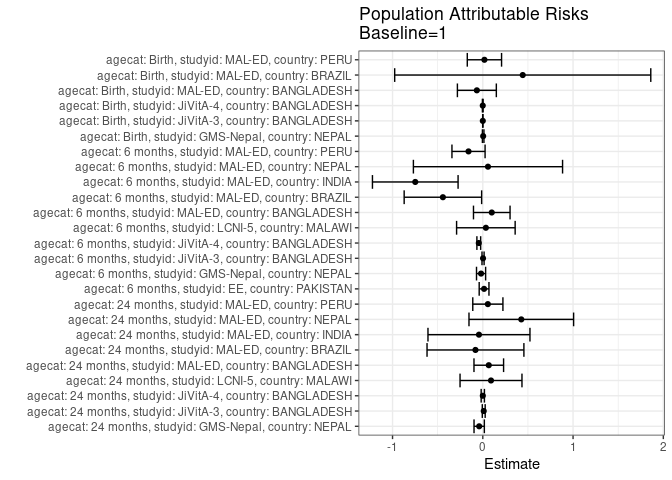 Population Attributable Risks
Baseline=1
agecat: Birth, studyid: MAL-ED, country: PERU
agecat: Birth, studyid: MAL-ED, country: BRAZIL
agecat: Birth, studyid: MAL-ED, country: BANGLADESH
agecat: Birth, studyid: JiVitA-4, country: BANGLADESH
agecat: Birth, studyid: JiVitA-3, country: BANGLADESH
agecat: Birth, studyid: GMS-Nepal, country: NEPAL
agecat: 6 months, studyid: MAL-ED, country: PERU
agecat: 6 months, studyid: MAL-ED, country: NEPAL
agecat: 6 months, studyid: MAL-ED, country: INDIA
agecat: 6 months, studyid: MAL-ED, country: BRAZIL
agecat: 6 months, studyid: MAL-ED, country: BANGLADESH
agecat: 6 months, studyid: LCNI-5, country: MALAWI
agecat: 6 months, studyid: JiVitA-4, country: BANGLADESH
agecat: 6 months, studyid: JiVitA-3, country: BANGLADESH
agecat: 6 months, studyid: GMS-Nepal, country: NEPAL
agecat: 6 months, studyid: EE, country: PAKISTAN
agecat: 24 months, studyid: MAL-ED, country: PERU
agecat: 24 months, studyid: MAL-ED, country: NEPAL
agecat: 24 months, studyid: MAL-ED, country: INDIA
agecat: 24 months, studyid: MAL-ED, country: BRAZIL
agecat: 24 months, studyid: MAL-ED, country: BANGLADESH
agecat: 24 months, studyid: LCNI-5, country: MALAWI
agecat: 24 months, studyid: JiVitA-4, country: BANGLADESH
agecat: 24 months, studyid: JiVitA-3, country: BANGLADESH
agecat: 24 months, studyid: GMS-Nepal, country: NEPAL
-1 0 1 2
Estimate